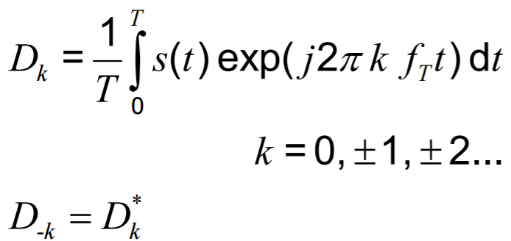 D_k = 1/T ∫_0^T s(t) exp(j2π k f_T t) dt
k = 0, ±1, ±2...
D_-k = D_k^*